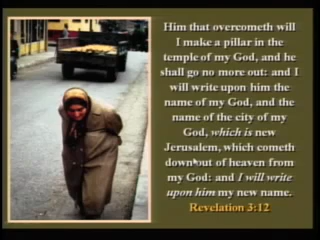 Him that overcometh will
I make a pillar in the
temple of my God, and he
shall go no more out: and I
will write upon him the
name of my God, and the
name of the city of my
God, which is new
Jerusalem, which cometh
down out of heaven from
my God: and I will write
upon him my new name.
Revelation 3:12